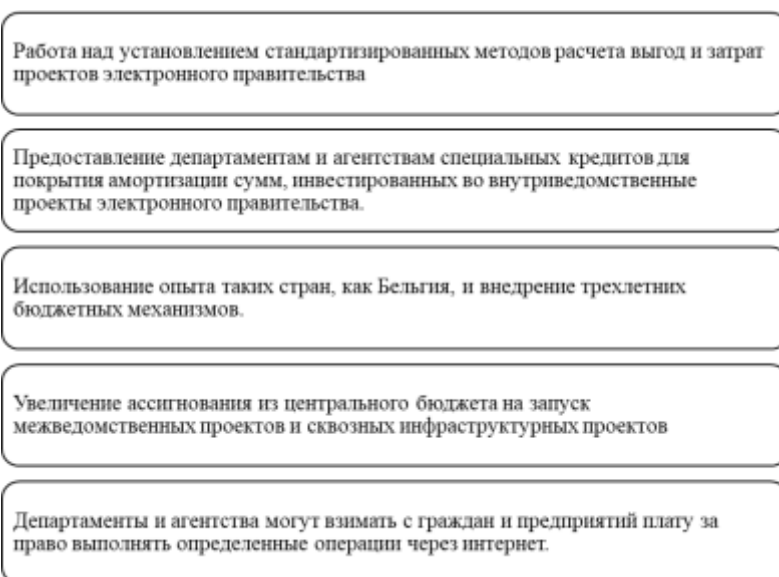 Работа над установлением стандартизированных методов расчета выгод и затрат
проектов электронного правительства
Предоставление департаментам и агентствам специальных кредитов для
покрытия амортизации сумм, инвестированных во внутриведомственные
проекты электронного правительства.
Использование опыта таких стран, как Бельгия, и внедрение трехлетних
бюджетных механизмов.
Увеличение ассигнования из центрального бюджета на запуск
межведомственных проектов и сквозных инфраструктурных проектов
Департаменты и агентства могут взимать с граждан и предприятий плату за
право выполнять определенные операции через интернет.